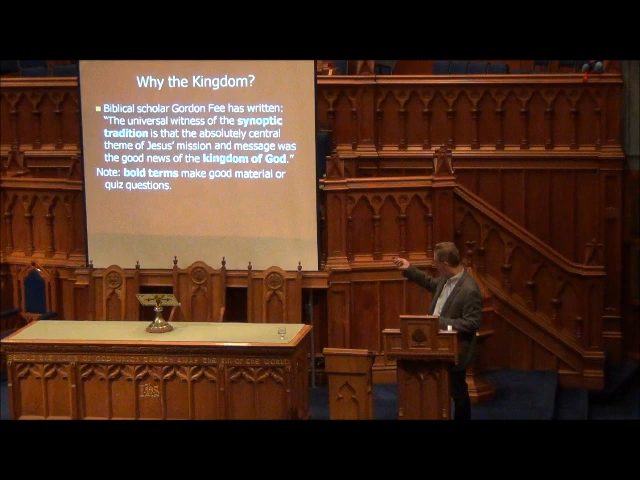 Why the Kingdom?
Biblical scholar Gordon Fee has written:
“The universal witness of the synoptic
tradition is that the absolutely central
theme of Jesus’ mission and message was
the good news of the kingdom of God.”
Note: bold terms make good material or
quiz questions.
IHS